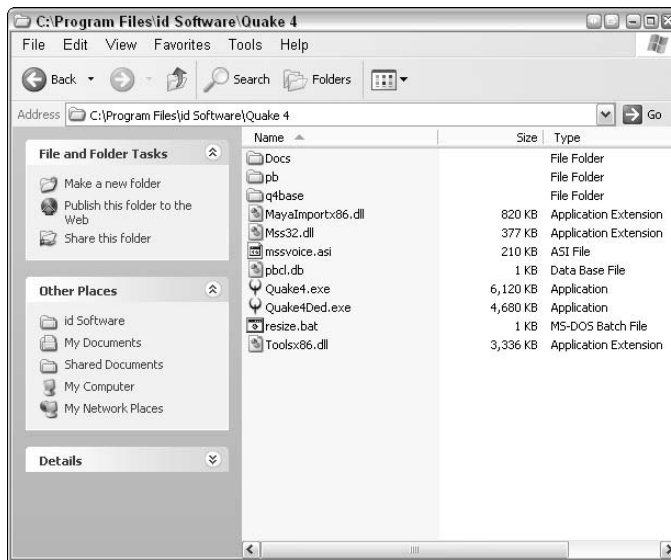 C:\Program Files\id Software\Quake 4
File Edit View Favorites Tools Help
Back Search Folders
Address C:\Program Files\id Software\Quake 4 Go
File and Folder Tasks
Make a new folder
Publish this folder to the
Web
Share this folder
Other Places
id Software
My Documents
Shared Documents
My Computer
My Network Places
Details
Name Size Type
Docs File Folder
pb File Folder
q4base File Folder
MayaImportx86.dll 820 KB Application Extension
Mss32.dll 377 KB Application Extension
mssvoice.asi 210 KB ASI File
pbcl.db 1 KB Data Base File
Quake4.exe 6,120 KB Application
Quake4Ded.exe 4,680 KB Application
resize.bat 1 KB MS-DOS Batch File
Toolsx86.dll 3,336 KB Application Extension